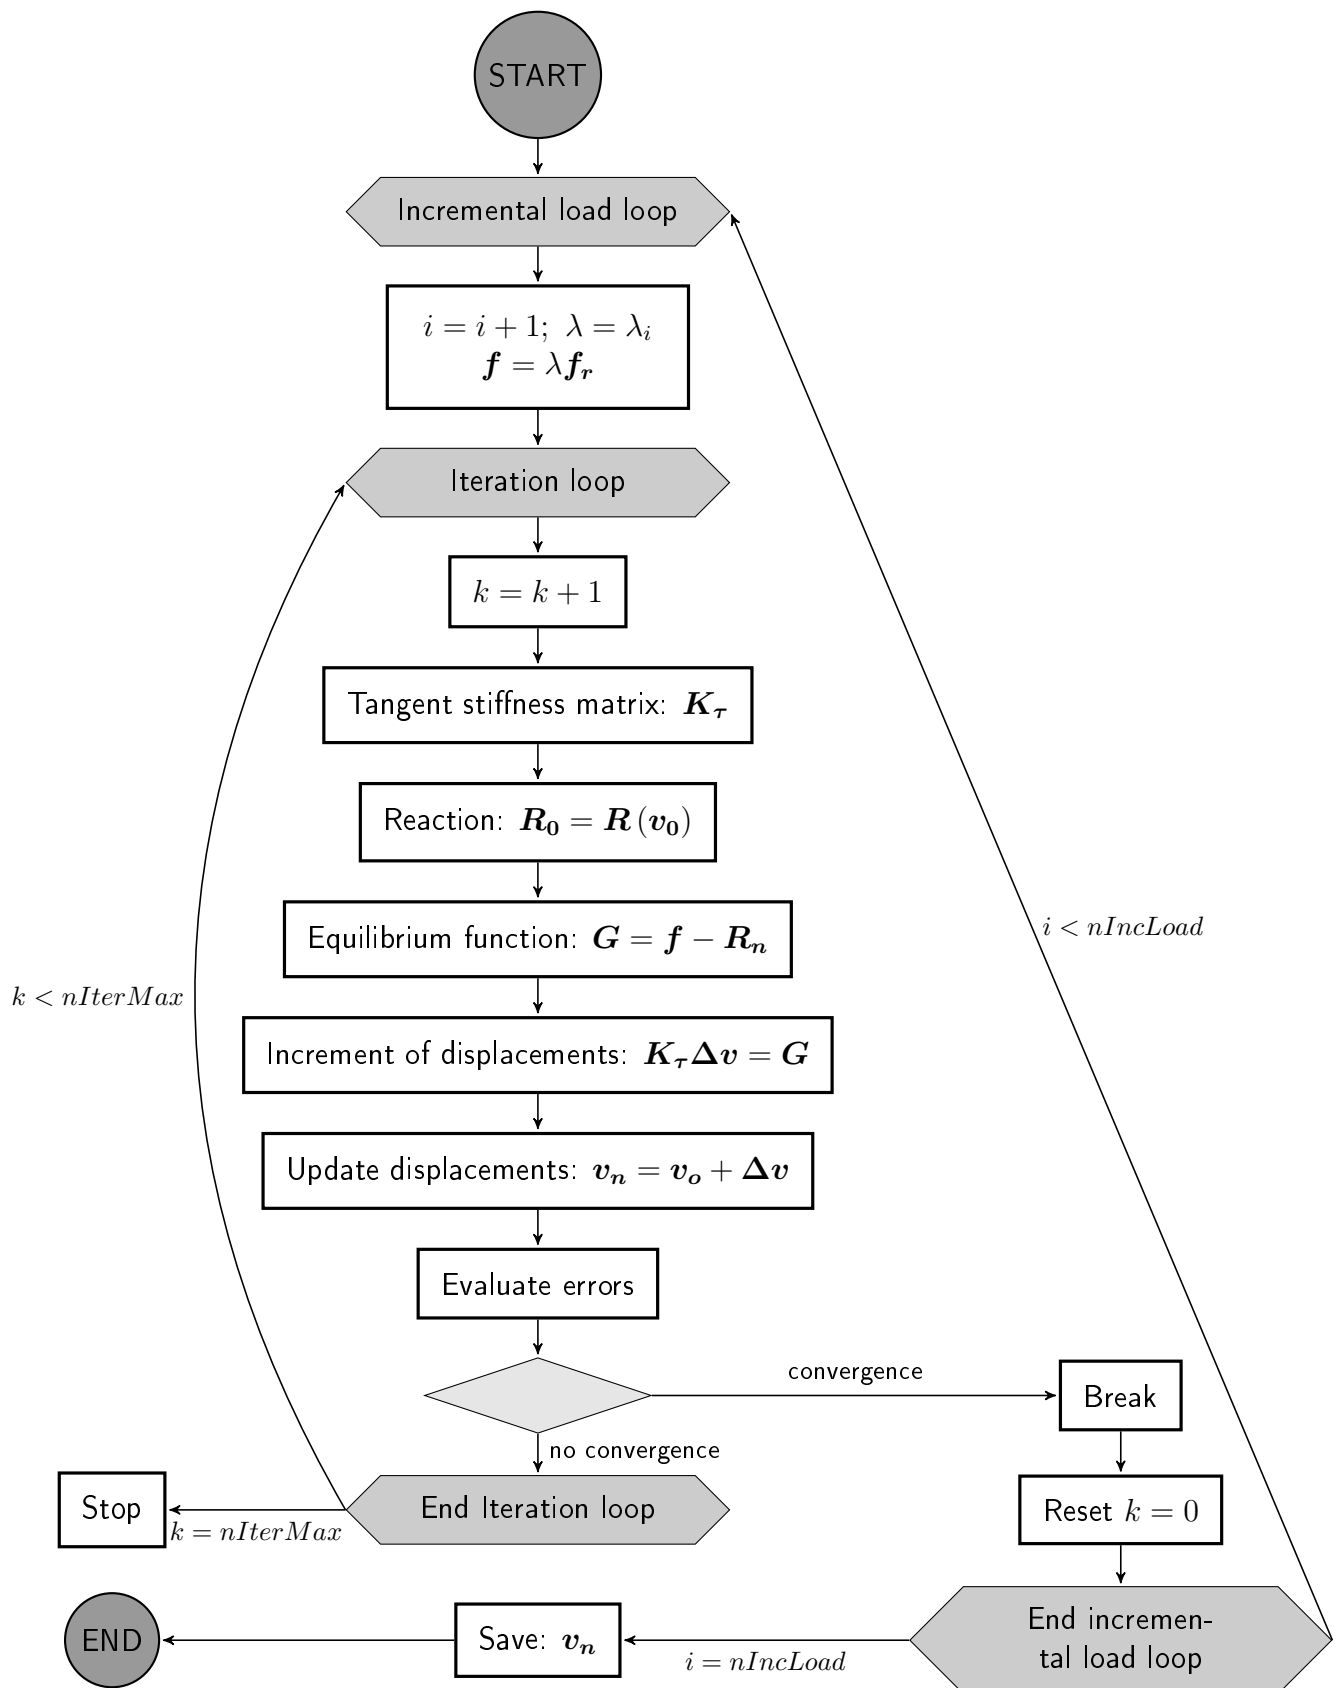 START
Incremental load loop
i = i + 1; λ = λ_i
f = λf_r
Iteration loop
k = k + 1
Tangent stiffness matrix: K_τ
Reaction: R_0 = R (v_0)
Equilibrium function: G = f − R_n
i < nIncLoad
k < nIterMax
Increment of displacements: K_τ Δv = G
Update displacements: v_n = v_o + Δv
Evaluate errors
convergence
Break
no convergence
Stop
k = nIterMax
End Iteration loop
Reset k = 0
END
Save: v_n
i = nIncLoad
End incremen-
tal load loop